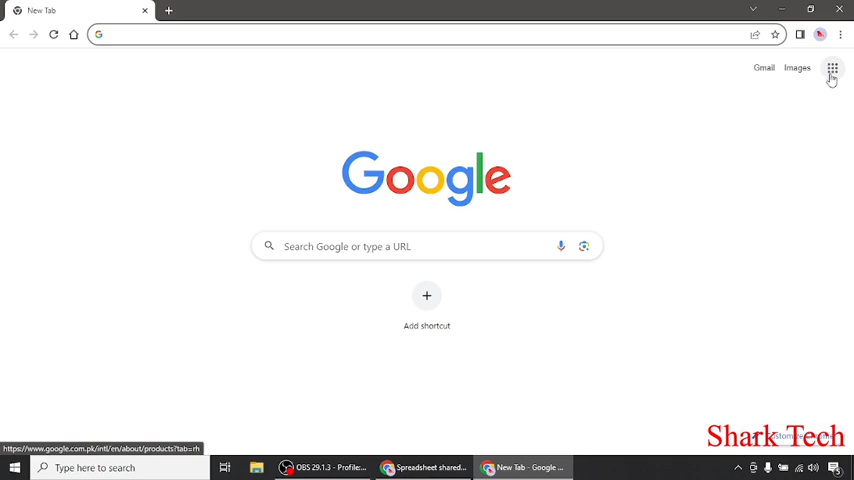 New Tab
Gmail
Images
Google
Search Google or type a URL
Add shortcut
Shark Tech
https://www.google.com.pk/intl/en/about/products?tab=rh
Type here to search
OBS 29.1.3 - Profile:...
Spreadsheet shared...
New Tab - Google ...
5